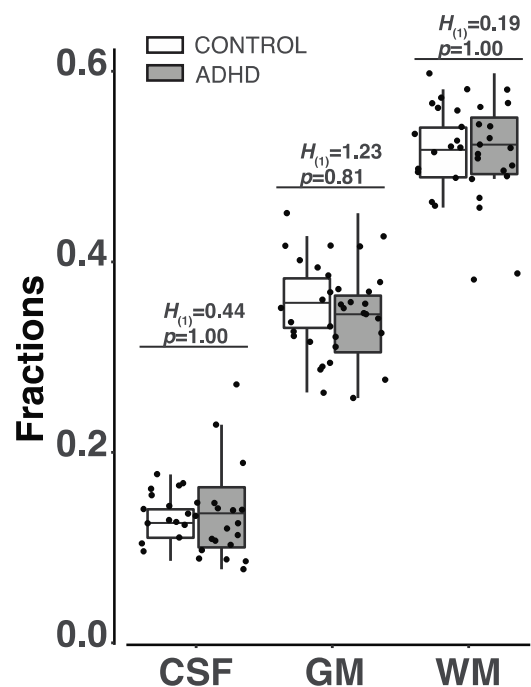 CONTROL
ADHD
H(1)=0.19
p=1.00
H(1)=1.23
p=0.81
H(1)=0.44
p=1.00
Fractions
0.6
0.4
0.2
0.0
CSF GM WM